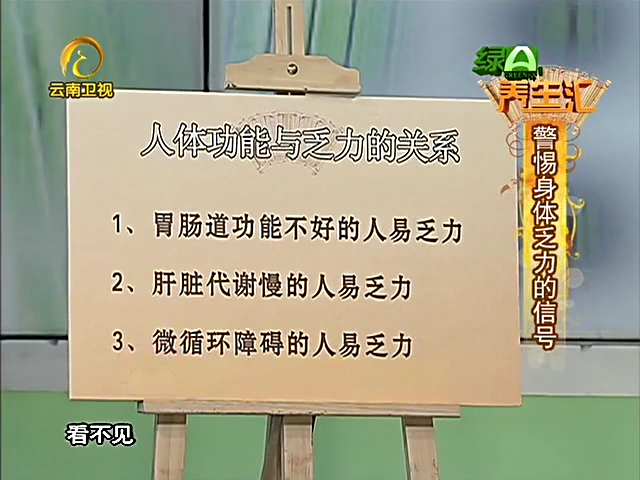 云南卫视
绿A
GREEN-A
养生汇
警惕身体乏力的信号
人体功能与乏力的关系
1、胃肠道功能不好的人易乏力
2、肝脏代谢慢的人易乏力
3、微循环障碍的人易乏力
看不见